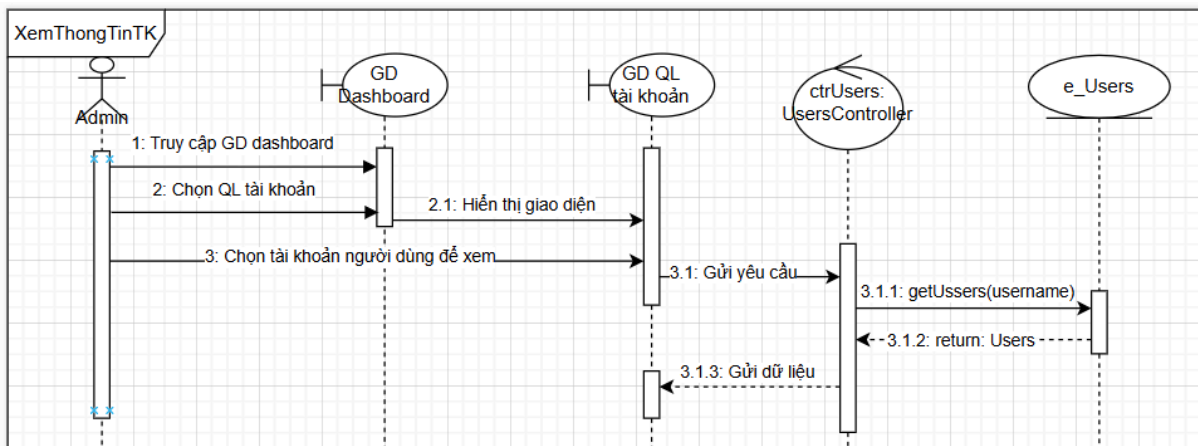 XemThongTinTK
GD
Dashboard
GD QL
tài khoản
ctrUsers:
UsersController
e_Users
Admin
1: Truy cập GD dashboard
2: Chọn QL tài khoản
2.1: Hiển thị giao diện
3: Chọn tài khoản người dùng để xem
3.1: Gửi yêu cầu
3.1.1: getUssers(username)
3.1.2: return: Users
3.1.3: Gửi dữ liệu